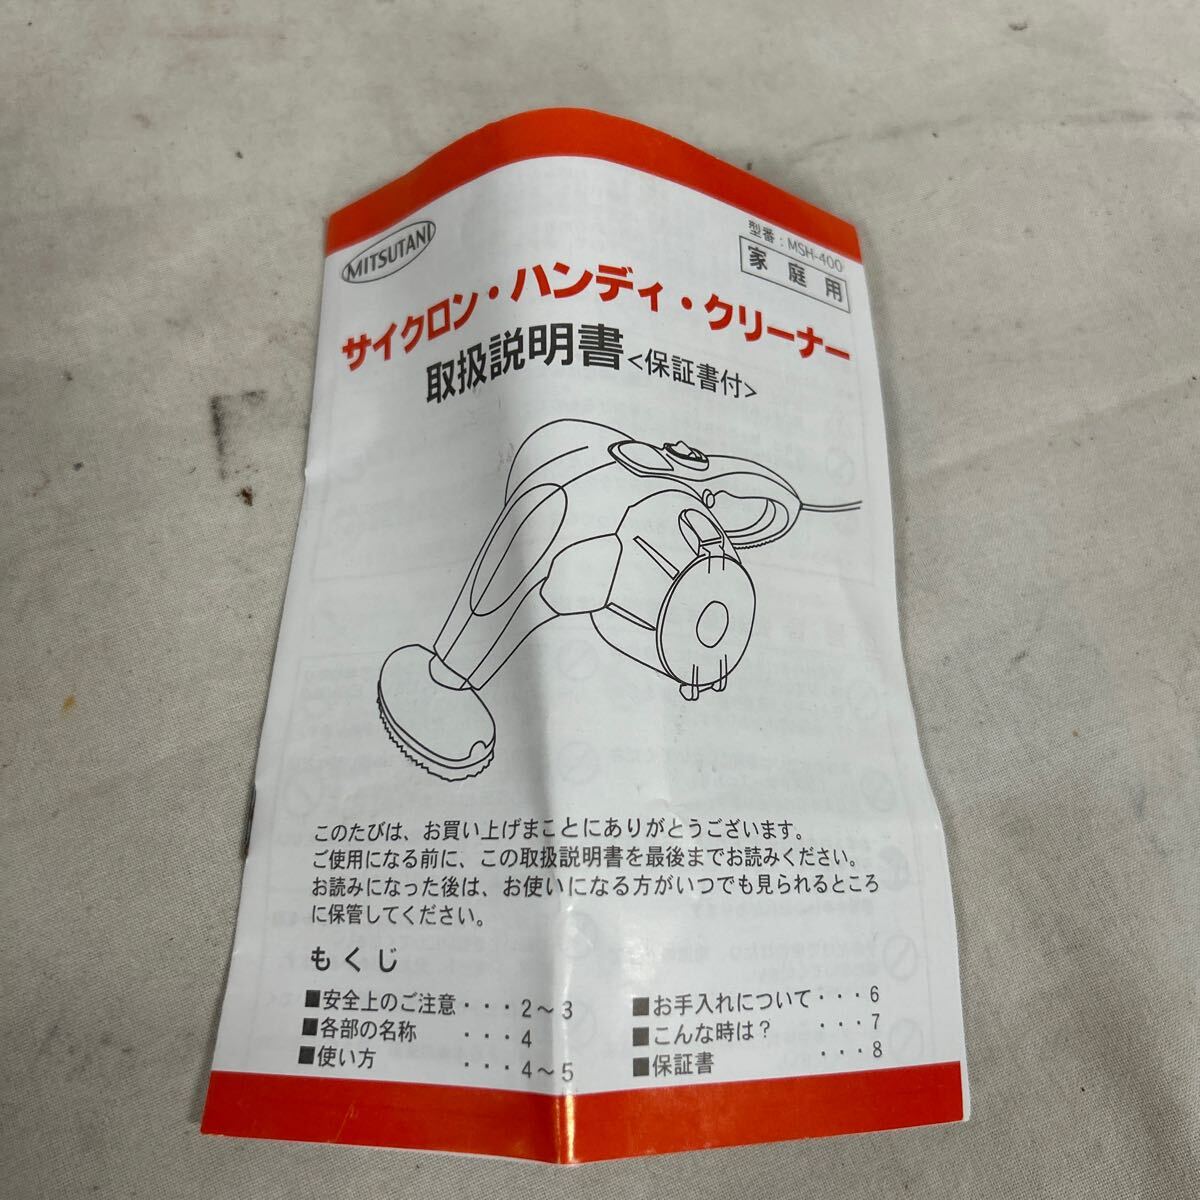 MITSUTANI
型番：MSH-400
家庭用
サイクロン・ハンディ・クリーナー
取扱説明書<保証書付>
このたびは、お買い上げまことにありがとうございます。
ご使用になる前に、この取扱説明書を最後までお読みください。
お読みになった後は、お使いになる方がいつでも見られるところ
に保管してください。
もくじ
■安全上のご注意・・・2～3
■各部の名称 ・・・4
■使い方 ・・・4～5
■お手入れについて・・・6
■こんな時は？ ・・・7
■保証書 ・・・8